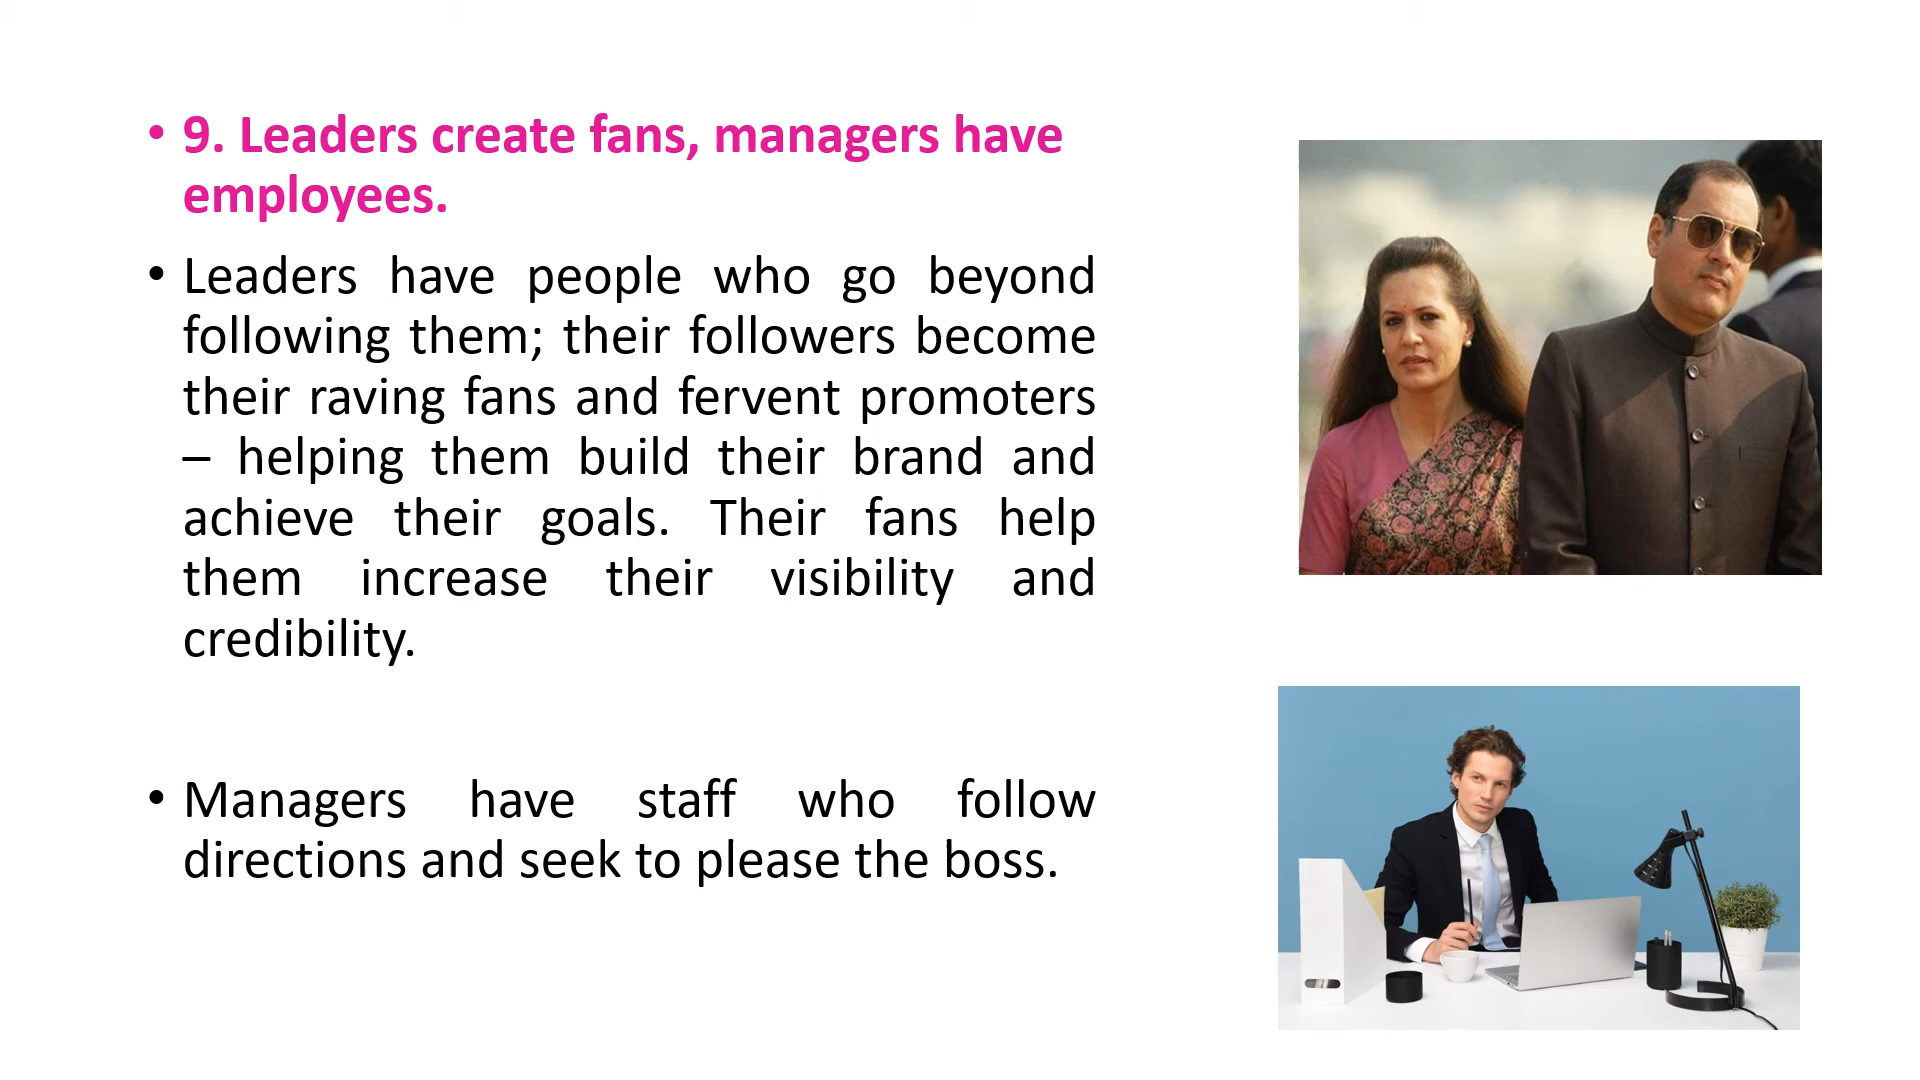 • 9. Leaders create fans, managers have
employees.
• Leaders have people who go beyond
following them; their followers become
their raving fans and fervent promoters
– helping them build their brand and
achieve their goals. Their fans help
them increase their visibility and
credibility.
• Managers have staff who follow
directions and seek to please the boss.